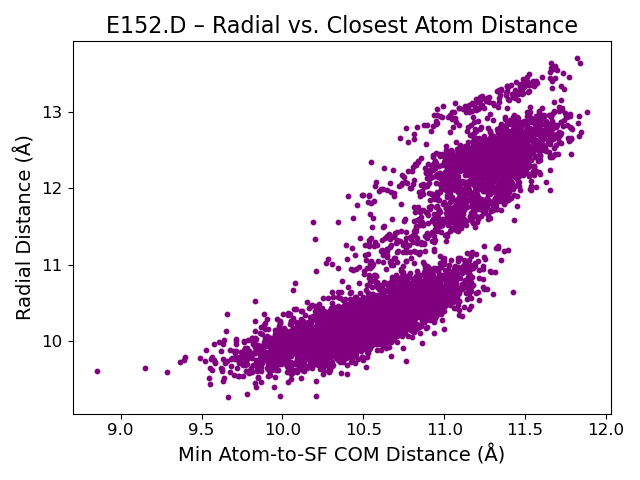 E152.D – Radial vs. Closest Atom Distance
Radial Distance (Å)
13
12
11
10
9.0 9.5 10.0 10.5 11.0 11.5 12.0
Min Atom-to-SF COM Distance (Å)